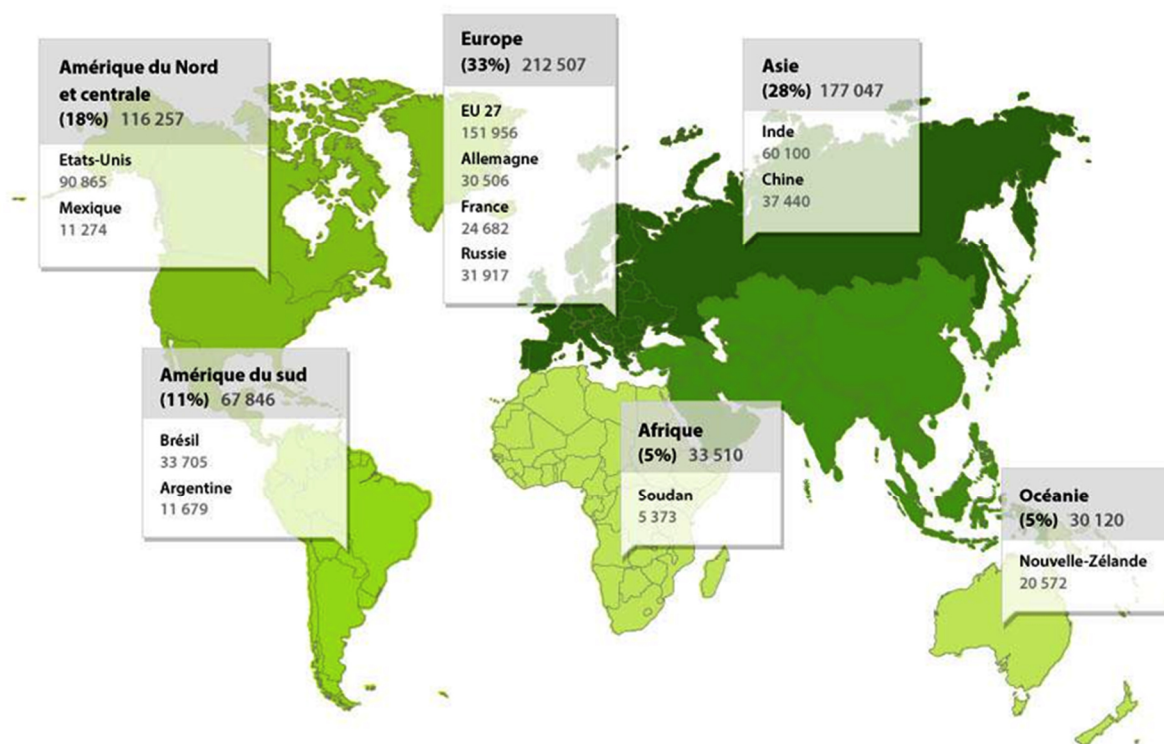 Amérique du Nord
et centrale
(18%) 116 257
Etats-Unis
90 865
Mexique
11 274
Europe
(33%) 212 507
EU 27
151 956
Allemagne
30 506
France
24 682
Russie
31 917
Asie
(28%) 177 047
Inde
60 100
Chine
37 440
Amérique du sud
(11%) 67 846
Brésil
33 705
Argentine
11 679
Afrique
(5%) 33 510
Soudan
5 373
Océanie
(5%) 30 120
Nouvelle-Zélande
20 572